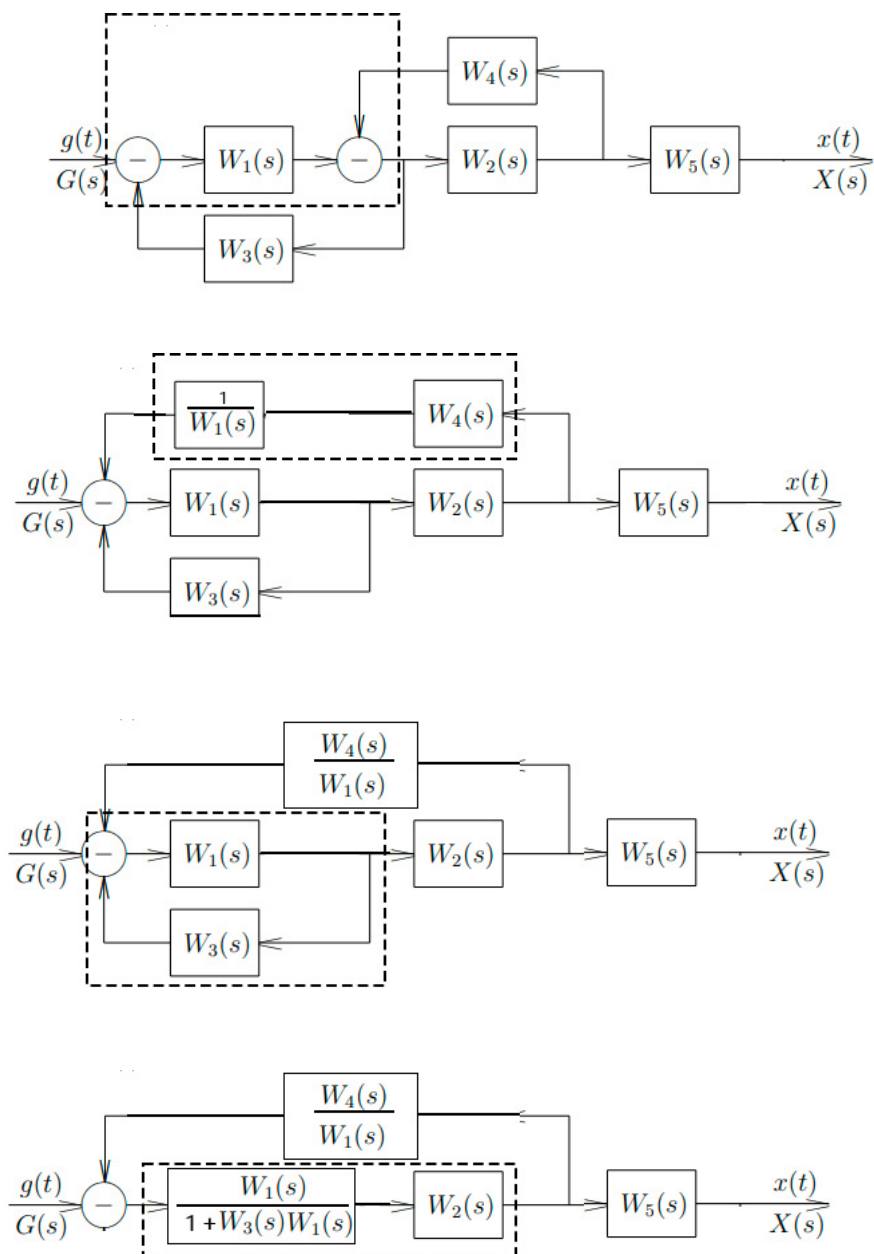 W₄(s)
g(t) − W₁(s) − W₂(s) W₅(s) x(t)
G(s) X(s)
W₃(s)
1/W₁(s) W₄(s)
g(t) − W₁(s) W₂(s) W₅(s) x(t)
G(s) X(s)
W₃(s)
W₄(s)/W₁(s)
g(t) − W₁(s) W₂(s) W₅(s) x(t)
G(s) X(s)
W₃(s)
W₄(s)/W₁(s)
g(t) − W₁(s)/(1+W₃(s)W₁(s)) W₂(s) W₅(s) x(t)
G(s) X(s)